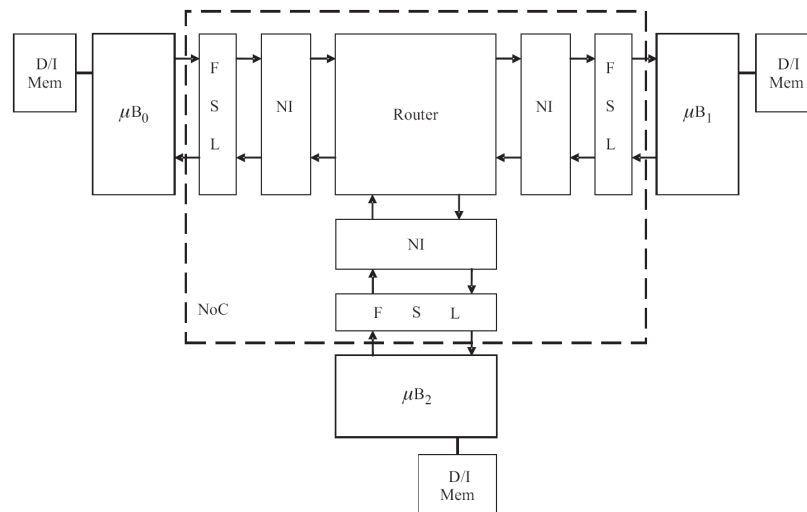 D/I
Mem
μB0
F
S
L
NI
Router
NI
F
S
L
μB1
D/I
Mem
NI
NoC
F S L
μB2
D/I
Mem